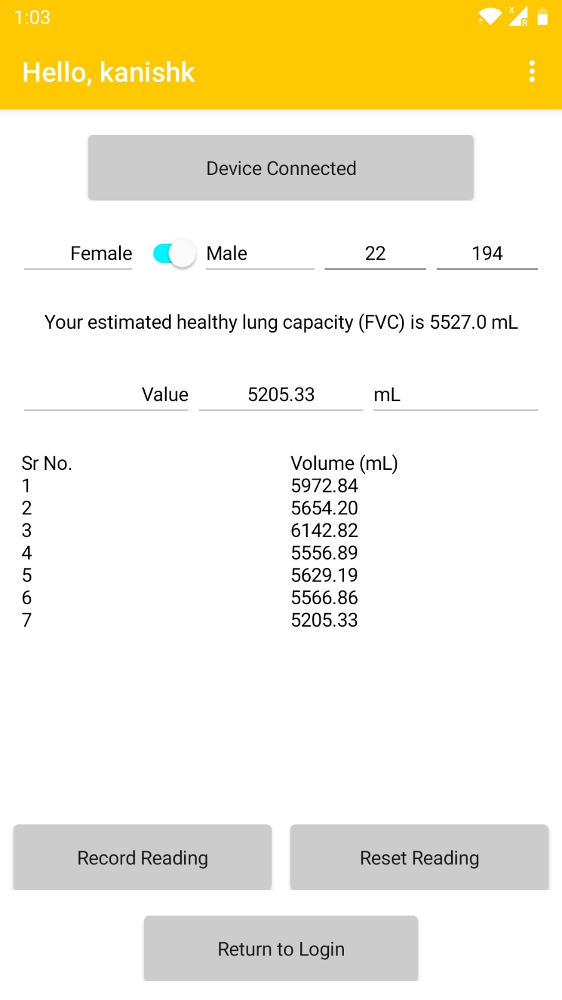 1:03 X R
Hello, kanishk
Device Connected
Female Male 22 194
Your estimated healthy lung capacity (FVC) is 5527.0 mL
Value 5205.33 mL
Sr No. Volume (mL)
1 5972.84
2 5654.20
3 6142.82
4 5556.89
5 5629.19
6 5566.86
7 5205.33
Record Reading Reset Reading
Return to Login